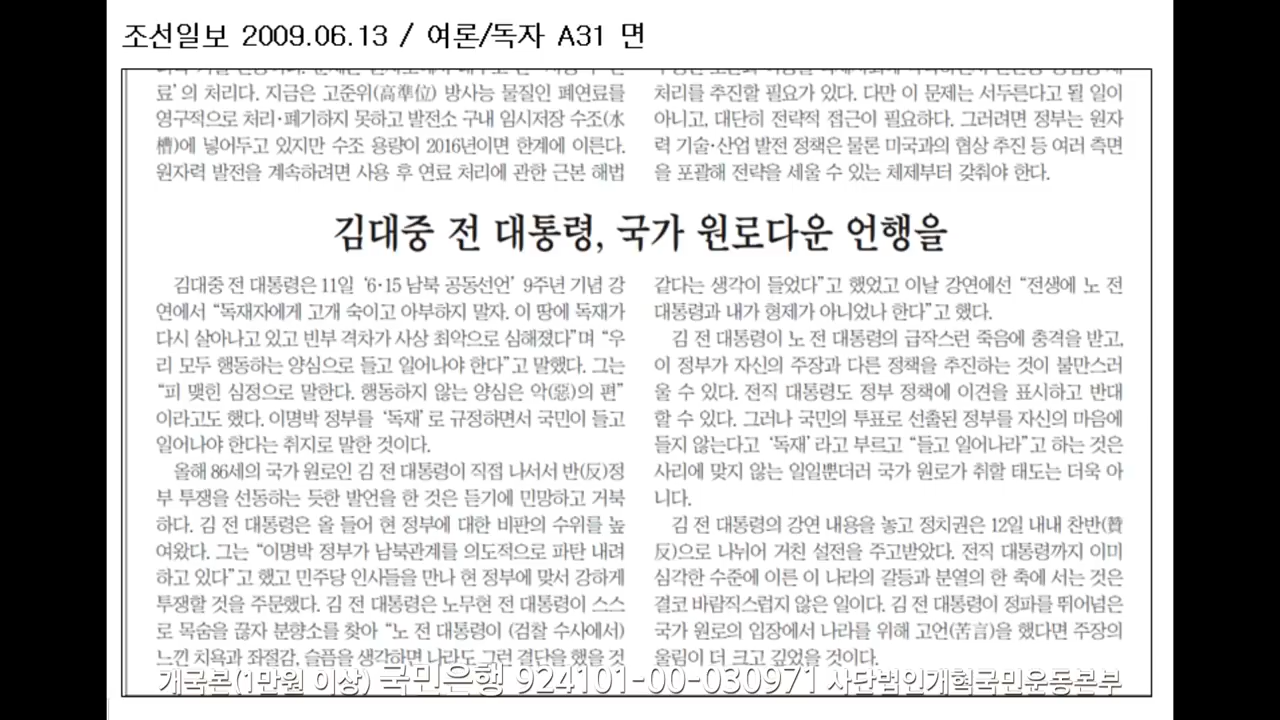 조선일보 2009.06.13 / 여론/독자 A31 면
료’의 처리다. 지금은 고준위(高準位) 방사능 물질인 폐연료를
영구적으로 처리·폐기하지 못하고 발전소 구내 임시저장 수조(水
槽)에 넣어두고 있지만 수조 용량이 2016년이면 한계에 이른다.
원자력 발전을 계속하려면 사용 후 연료 처리에 관한 근본 해법
처리를 추진할 필요가 있다. 다만 이 문제는 서두른다고 될 일이
아니고, 대단히 전략적 접근이 필요하다. 그러려면 정부는 원자
력 기술·산업 발전 정책은 물론 미국과의 협상 추진 등 여러 측면
을 포괄해 전략을 세울 수 있는 체제부터 갖춰야 한다.
김대중 전 대통령, 국가 원로다운 언행을
김대중 전 대통령은 11일 ‘6·15 남북 공동선언’ 9주년 기념 강
연에서 “독재자에게 고개 숙이고 아부하지 말자. 이 땅에 독재가
다시 살아나고 있고 빈부 격차가 사상 최악으로 심해졌다”며 “우
리 모두 행동하는 양심으로 들고 일어나야 한다”고 말했다. 그는
“피 맺힌 심정으로 말한다. 행동하지 않는 양심은 악(惡)의 편”
이라고도 했다. 이명박 정부를 ‘독재’로 규정하면서 국민이 들고
일어나야 한다는 취지로 말한 것이다.
올해 86세의 국가 원로인 김 전 대통령이 직접 나서서 반(反)정
부 투쟁을 선동하는 듯한 발언을 한 것은 듣기에 민망하고 거북
하다. 김 전 대통령은 올 들어 현 정부에 대한 비판의 수위를 높
여왔다. 그는 “이명박 정부가 남북관계를 의도적으로 파탄 내려
하고 있다”고 했고 민주당 인사들을 만나 현 정부에 맞서 강하게
투쟁할 것을 주문했다. 김 전 대통령은 노무현 전 대통령이 스스
로 목숨을 끊자 분향소를 찾아 “노 전 대통령이 (검찰 수사에서)
느낀 치욕과 좌절감, 슬픔을 생각하면 나라도 그런 결단을 했을 것
같다는 생각이 들었다”고 했었고 이날 강연에선 “전생에 노 전
대통령과 내가 형제가 아니었나 한다”고 했다.
김 전 대통령이 노 전 대통령의 급작스런 죽음에 충격을 받고,
이 정부가 자신의 주장과 다른 정책을 추진하는 것이 불만스러
울 수 있다. 전직 대통령도 정부 정책에 이견을 표시하고 반대
할 수 있다. 그러나 국민의 투표로 선출된 정부를 자신의 마음에
들지 않는다고 ‘독재’라고 부르고 “들고 일어나라”고 하는 것은
사리에 맞지 않는 일일뿐더러 국가 원로가 취할 태도는 더욱 아
니다.
김 전 대통령의 강연 내용을 놓고 정치권은 12일 내내 찬반(贊
反)으로 나뉘어 거친 설전을 주고받았다. 전직 대통령까지 이미
심각한 수준에 이른 이 나라의 갈등과 분열의 한 축에 서는 것은
결코 바람직스럽지 않은 일이다. 김 전 대통령이 정파를 뛰어넘은
국가 원로의 입장에서 나라를 위해 고언(苦言)을 했다면 주장의
울림이 더 크고 깊었을 것이다.
개국본(1만원 이상) 국민은행 924101-00-030971 사단법인개혁국민운동본부